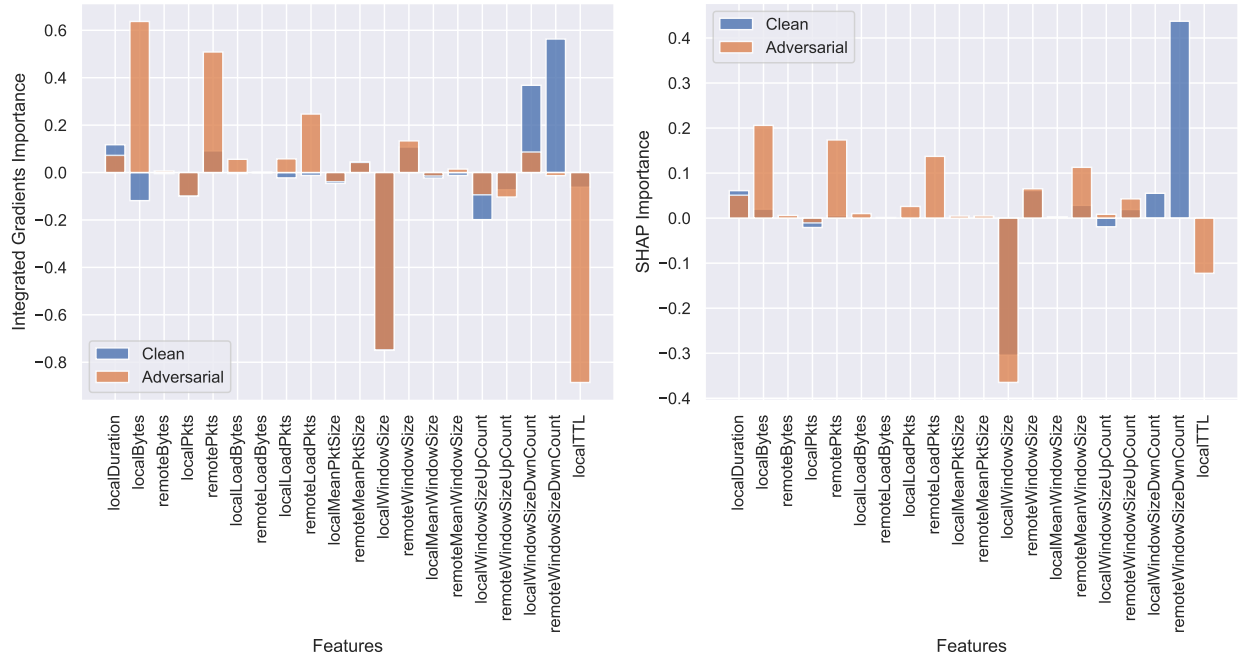 Integrated Gradients Importance
0.6
0.4
0.2
0.0
−0.2
−0.4
−0.6
−0.8
Clean
Adversarial
localDuration
localBytes
remoteBytes
localPkts
remotePkts
localLoadBytes
remoteLoadBytes
localLoadPkts
remoteLoadPkts
localMeanPktSize
remoteMeanPktSize
localWindowSize
remoteWindowSize
localMeanWindowSize
remoteMeanWindowSize
localWindowSizeUpCount
remoteWindowSizeUpCount
localWindowSizeDwnCount
remoteWindowSizeDwnCount
localTTL
Features
SHAP Importance
0.4
0.3
0.2
0.1
0.0
−0.1
−0.2
−0.3
−0.4
Clean
Adversarial
localDuration
localBytes
remoteBytes
localPkts
remotePkts
localLoadBytes
remoteLoadBytes
localLoadPkts
remoteLoadPkts
localMeanPktSize
remoteMeanPktSize
localWindowSize
remoteWindowSize
localMeanWindowSize
remoteMeanWindowSize
localWindowSizeUpCount
remoteWindowSizeUpCount
localWindowSizeDwnCount
remoteWindowSizeDwnCount
localTTL
Features